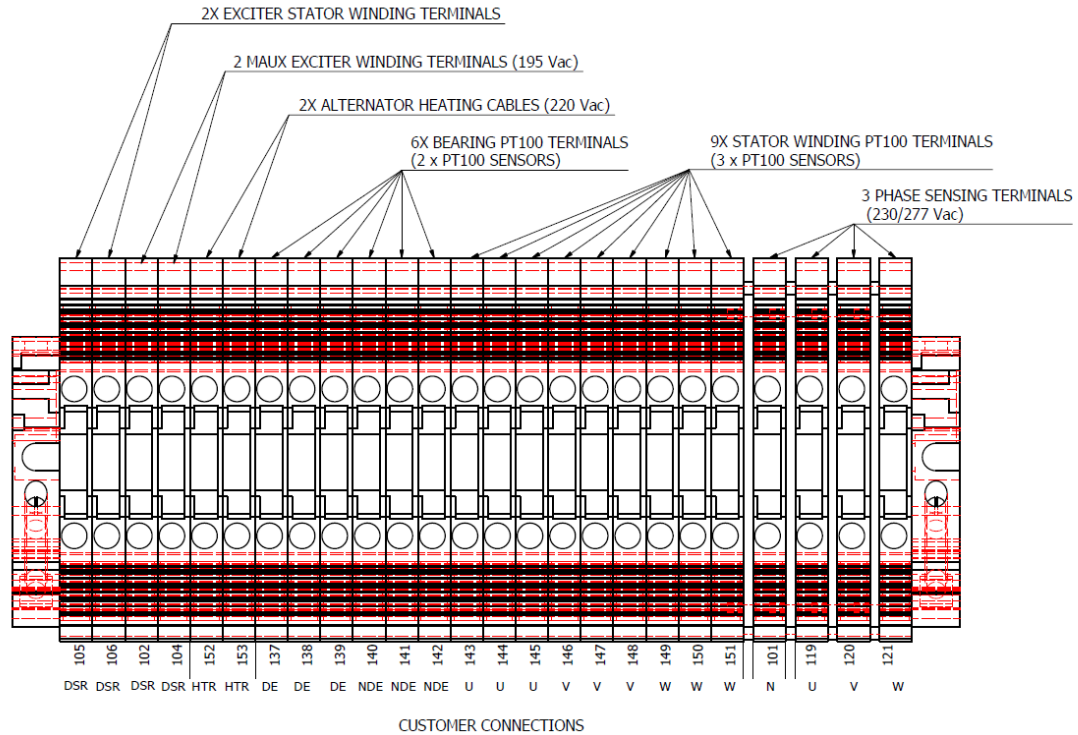 2X EXCITER STATOR WINDING TERMINALS
2 MAUX EXCITER WINDING TERMINALS (195 Vac)
2X ALTERNATOR HEATING CABLES (220 Vac)
6X BEARING PT100 TERMINALS
(2 x PT100 SENSORS)
9X STATOR WINDING PT100 TERMINALS
(3 x PT100 SENSORS)
3 PHASE SENSING TERMINALS
(230/277 Vac)
105 106 102 104 152 153 137 138 139 140 141 142 143 144 145 146 147 148 149 150 151 101 119 120 121
DSR DSR DSR DSR HTR HTR DE DE DE NDE NDE NDE U U U V V V W W W N U V W
CUSTOMER CONNECTIONS